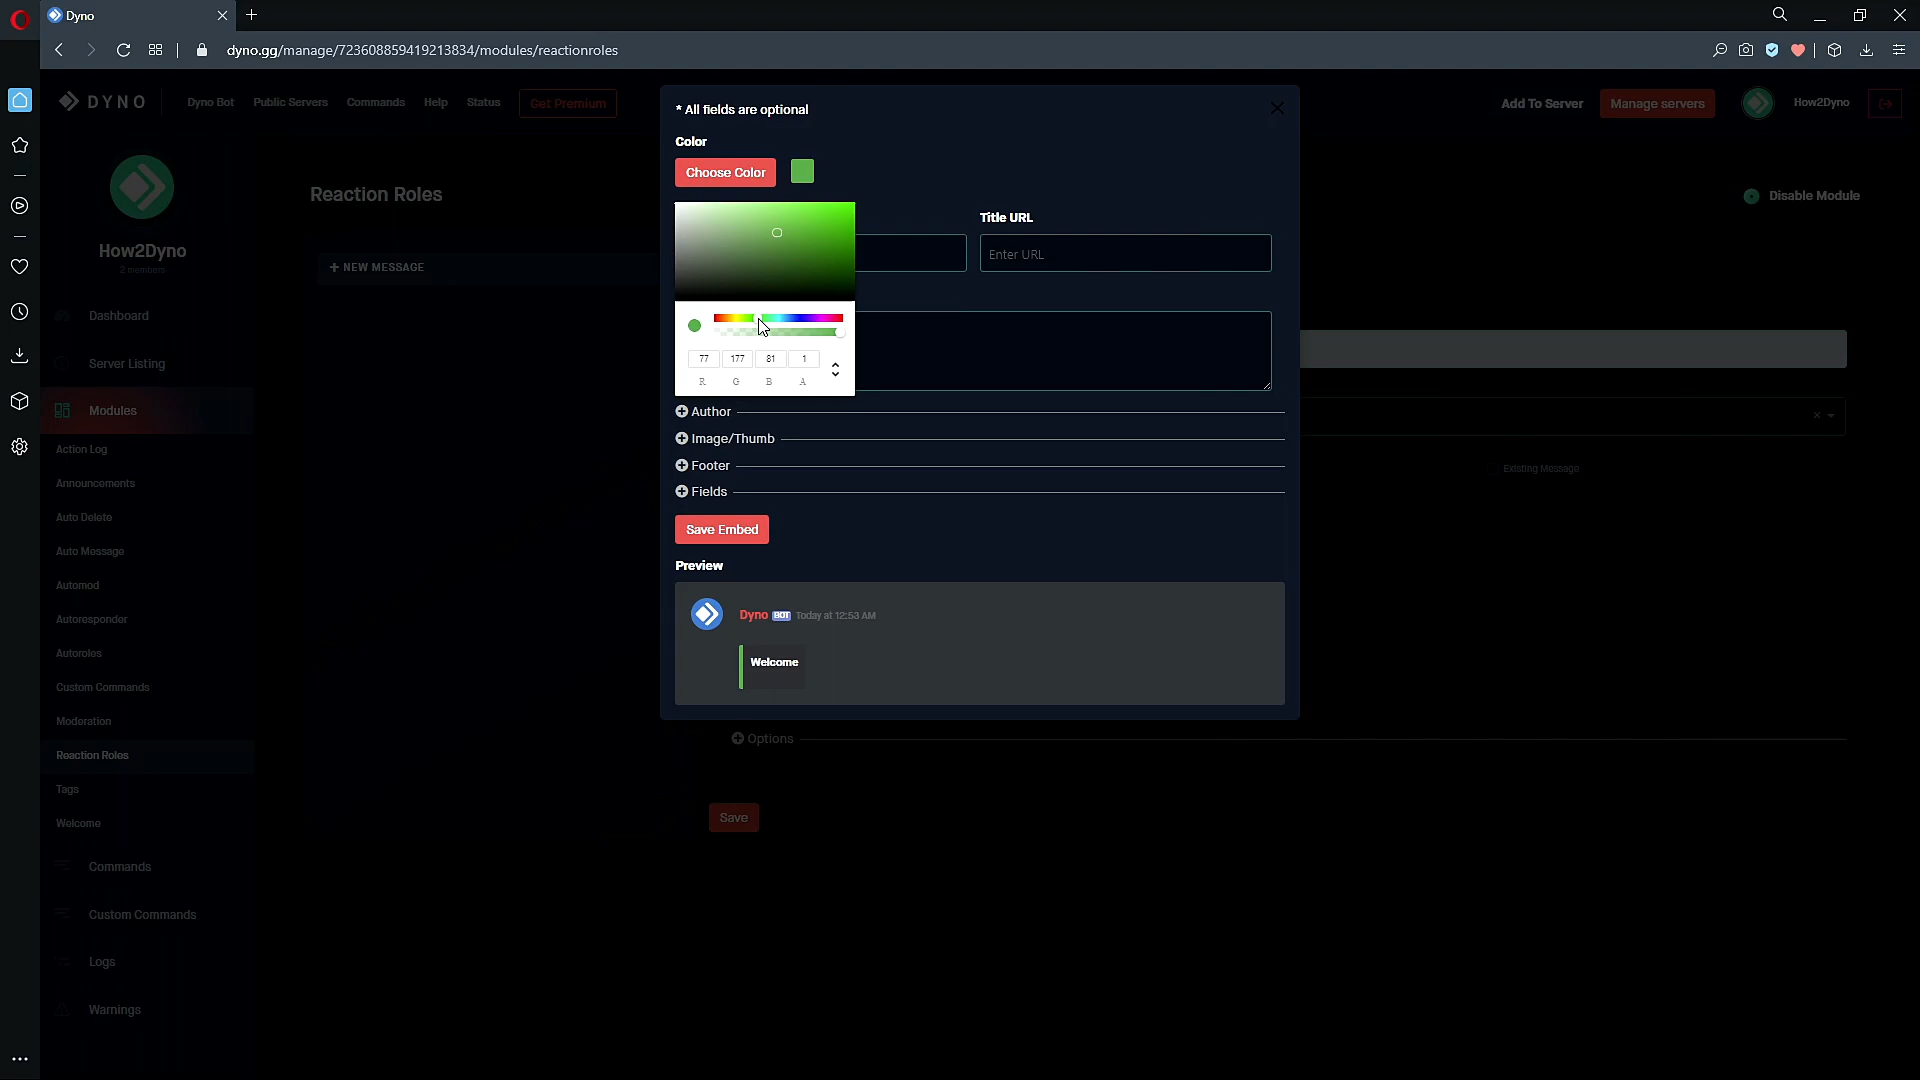 Dyno
dyno.gg/manage/723608859419213834/modules/reactionroles
DYNO
Dyno Bot
Public Servers
Commands
Help
Status
Get Premium
Add To Server
Manage servers
How2Dyno
* All fields are optional
Color
Choose Color
Reaction Roles
Disable Module
Title URL
Enter URL
How2Dyno
2 members
+ NEW MESSAGE
Dashboard
Server Listing
Modules
77 177 81 1
R G B A
Author
Image/Thumb
Footer
Fields
Existing Message
Action Log
Announcements
Auto Delete
Auto Message
Automod
Autoresponder
Autoroles
Custom Commands
Moderation
Reaction Roles
Tags
Welcome
Commands
Custom Commands
Logs
Warnings
Save Embed
Preview
Dyno BOT Today at 12:53 AM
Welcome
Options
Save